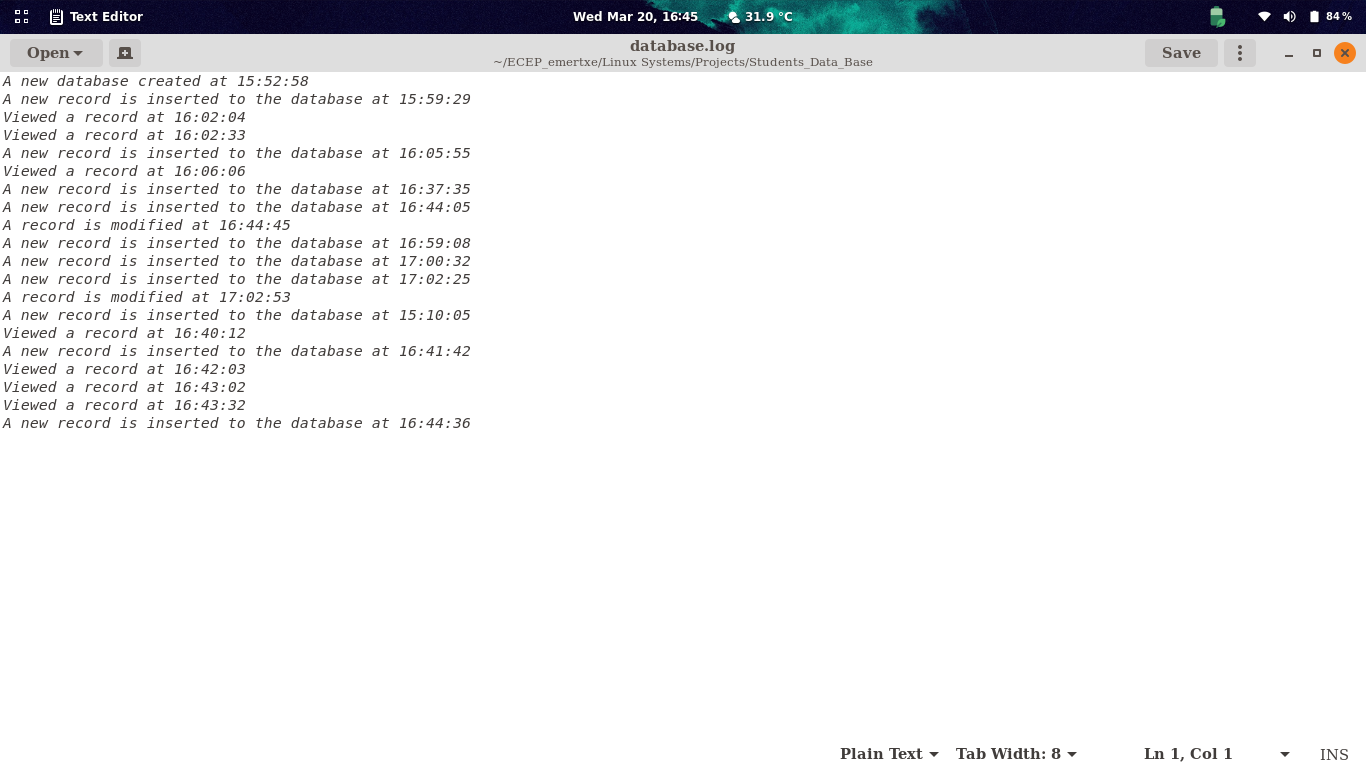 Text Editor
Wed Mar 20, 16:45
31.9 °C
84 %
Open
database.log
~/ECEP_emertxe/Linux Systems/Projects/Students_Data_Base
Save
A new database created at 15:52:58
A new record is inserted to the database at 15:59:29
Viewed a record at 16:02:04
Viewed a record at 16:02:33
A new record is inserted to the database at 16:05:55
Viewed a record at 16:06:06
A new record is inserted to the database at 16:37:35
A new record is inserted to the database at 16:44:05
A record is modified at 16:44:45
A new record is inserted to the database at 16:59:08
A new record is inserted to the database at 17:00:32
A new record is inserted to the database at 17:02:25
A record is modified at 17:02:53
A new record is inserted to the database at 15:10:05
Viewed a record at 16:40:12
A new record is inserted to the database at 16:41:42
Viewed a record at 16:42:03
Viewed a record at 16:43:02
Viewed a record at 16:43:32
A new record is inserted to the database at 16:44:36
Plain Text
Tab Width: 8
Ln 1, Col 1
INS